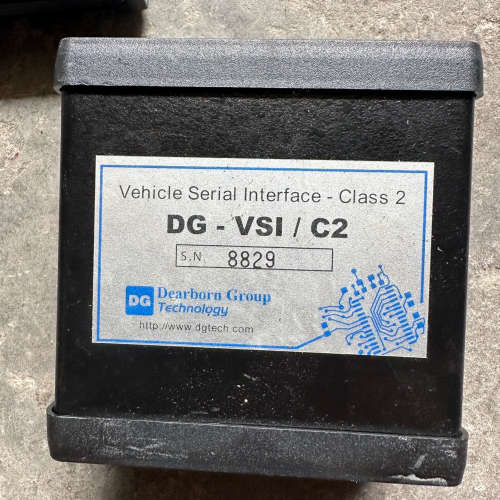 Vehicle Serial Interface - Class 2
DG - VSI / C2
S.N 8829
DG Dearborn Group
Technology
http://www.dgtech.com